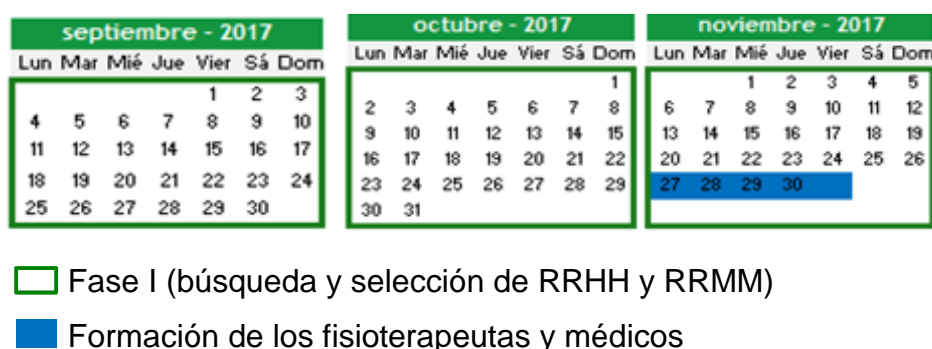 septiembre - 2017
Lun Mar Mié Jue Vier Sá Dom
1 2 3
4 5 6 7 8 9 10
11 12 13 14 15 16 17
18 19 20 21 22 23 24
25 26 27 28 29 30
octubre - 2017
Lun Mar Mié Jue Vier Sá Dom
1
2 3 4 5 6 7 8
9 10 11 12 13 14 15
16 17 18 19 20 21 22
23 24 25 26 27 28 29
30 31
noviembre - 2017
Lun Mar Mié Jue Vier Sá Dom
1 2 3 4 5
6 7 8 9 10 11 12
13 14 15 16 17 18 19
20 21 22 23 24 25 26
27 28 29 30
Fase I (búsqueda y selección de RRHH y RRMM)
Formación de los fisioterapeutas y médicos